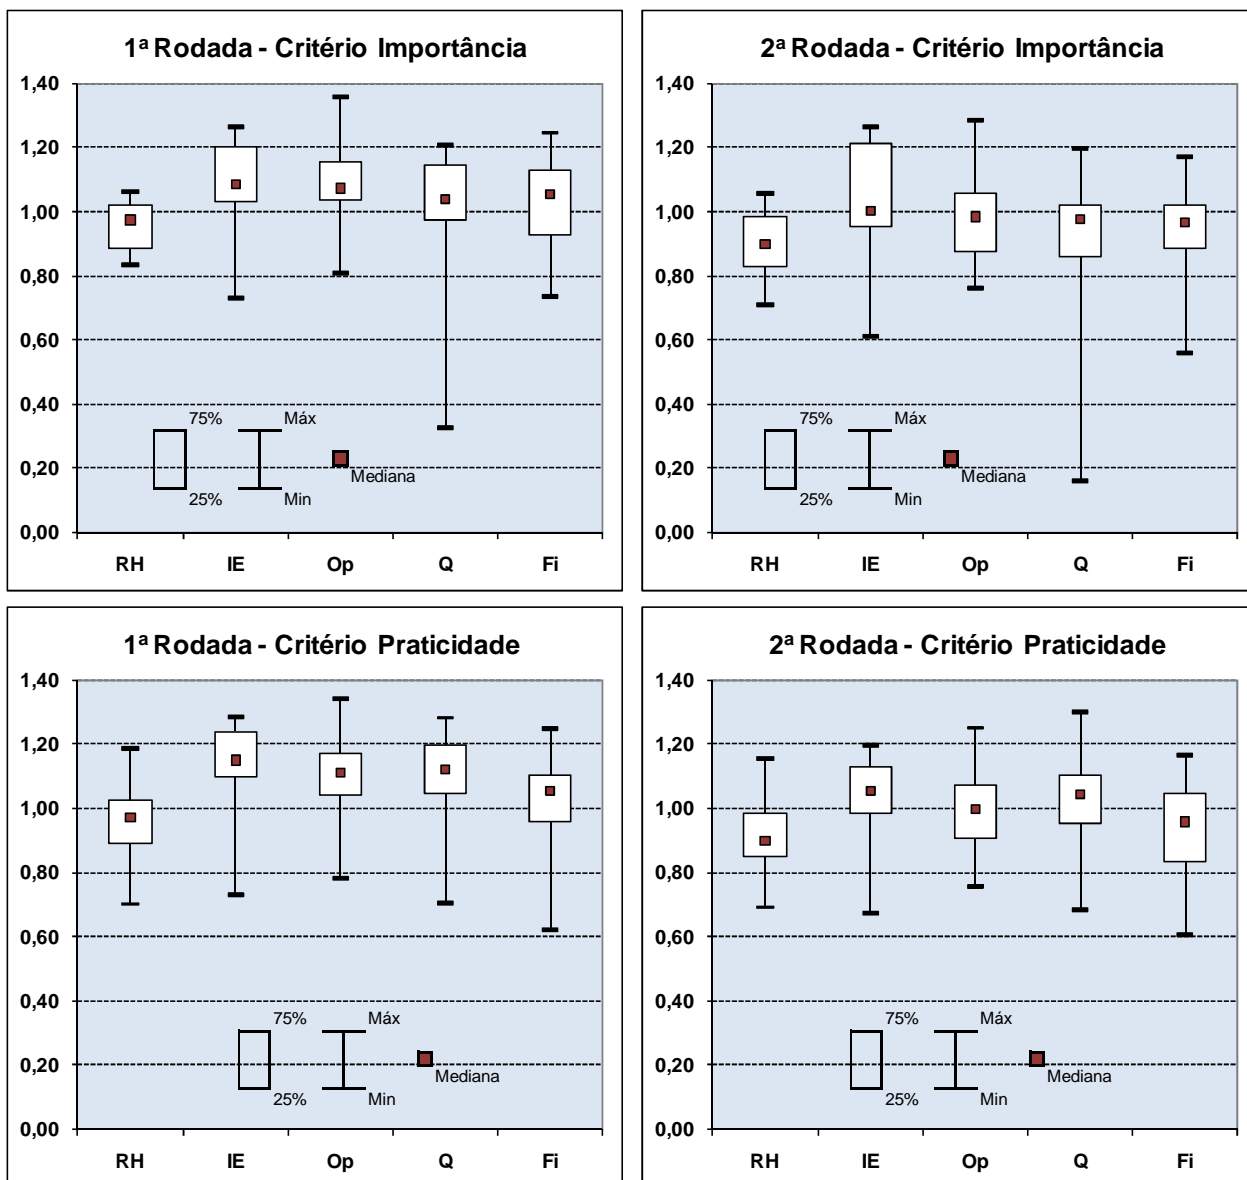 1ª Rodada - Critério Importância
1,40
1,20
1,00
0,80
0,60
0,40
0,20
0,00
75%
Máx
Mediana
25%
Min
RH IE Op Q Fi
2ª Rodada - Critério Importância
1,40
1,20
1,00
0,80
0,60
0,40
0,20
0,00
75%
Máx
Mediana
25%
Min
RH IE Op Q Fi
1ª Rodada - Critério Praticidade
1,40
1,20
1,00
0,80
0,60
0,40
0,20
0,00
75%
Máx
Mediana
25%
Min
RH IE Op Q Fi
2ª Rodada - Critério Praticidade
1,40
1,20
1,00
0,80
0,60
0,40
0,20
0,00
75%
Máx
Mediana
25%
Min
RH IE Op Q Fi